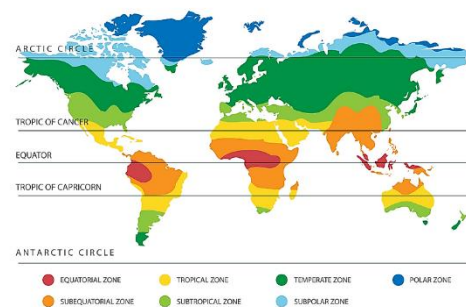 ARCTIC CIRCLE
TROPIC OF CANCER
EQUATOR
TROPIC OF CAPRICORN
ANTARCTIC CIRCLE
EQUATORIAL ZONE
TROPICAL ZONE
TEMPERATE ZONE
POLAR ZONE
SUBEQUATORIAL ZONE
SUBTROPICAL ZONE
SUBPOLAR ZONE